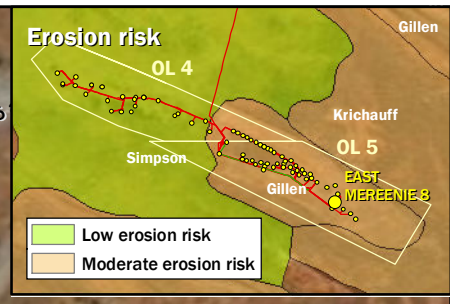 Erosion risk
Gillen
OL 4
Krichauff
OL 5
Simpson
EAST
Gillen
MEREENIE 8
Low erosion risk
Moderate erosion risk